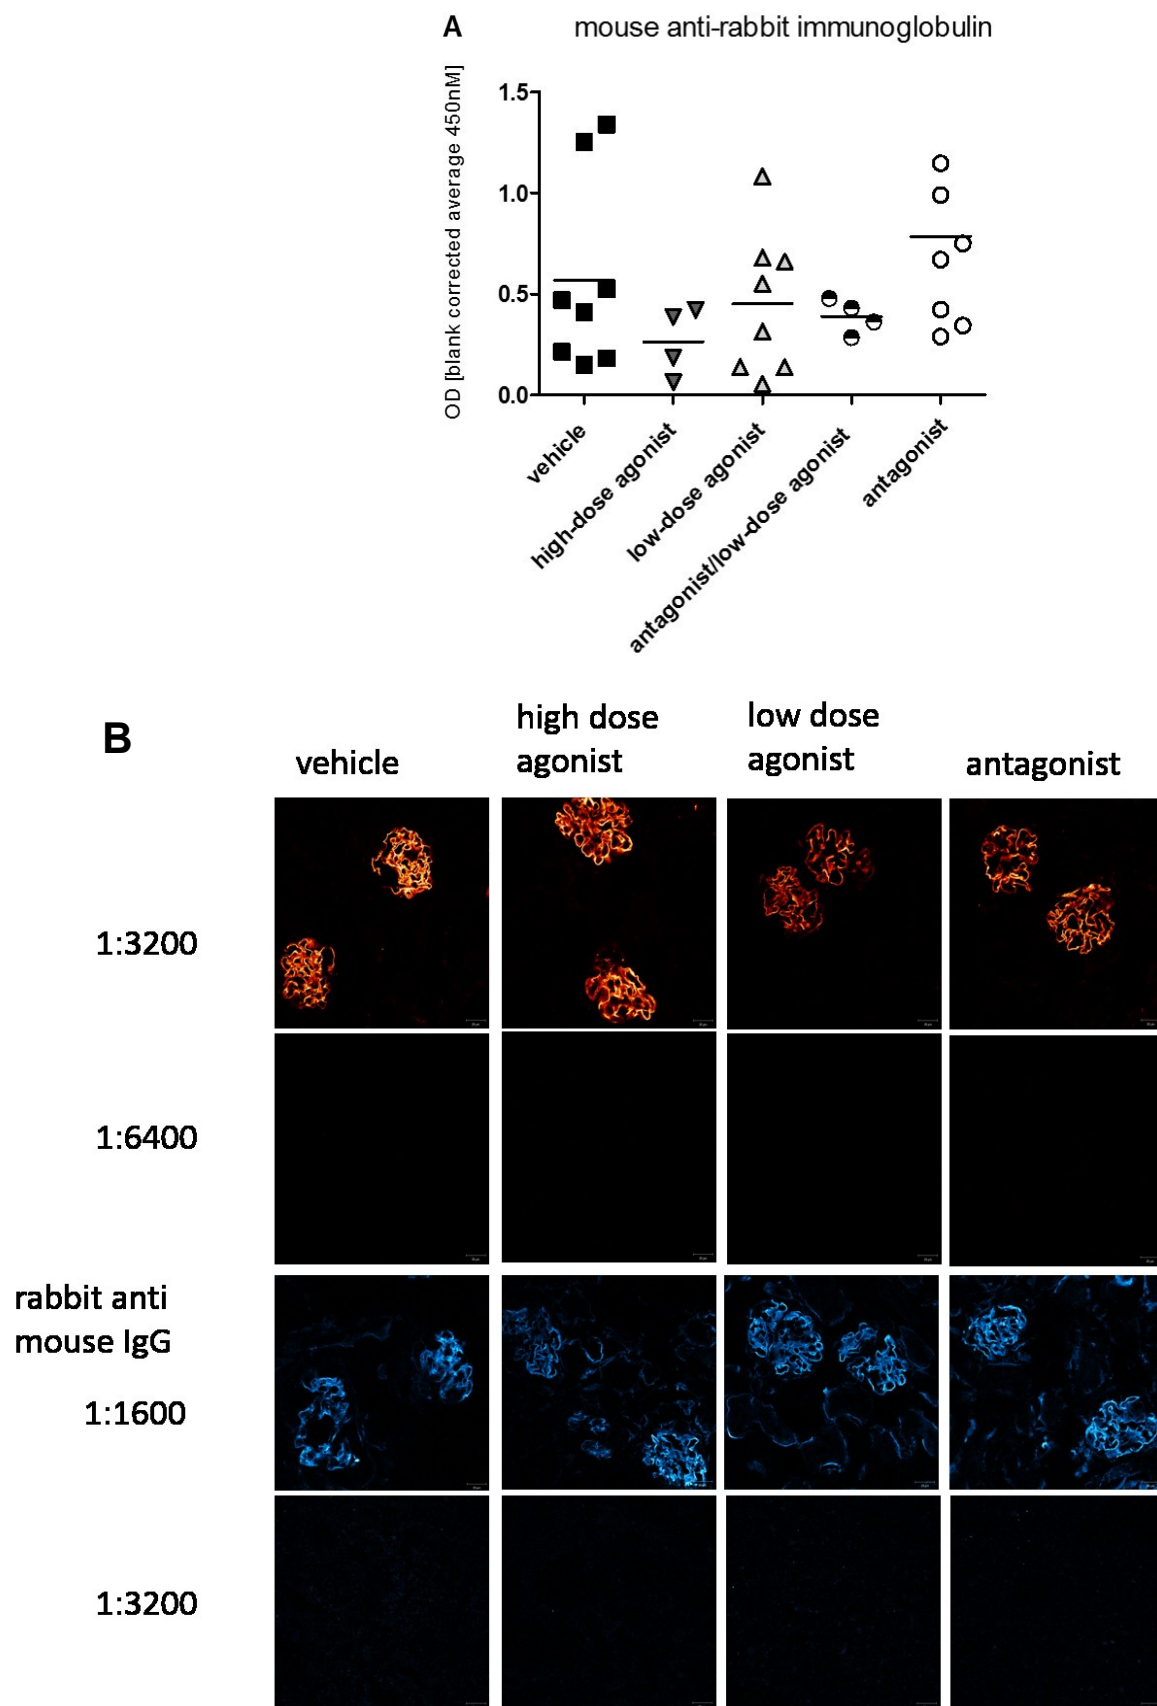 A
mouse anti-rabbit immunoglobulin
OD [blank corrected average 450nM]
1.5
1.0
0.5
0.0
vehicle
high-dose agonist
low-dose agonist
antagonist/low-dose agonist
antagonist
B
vehicle
high dose
agonist
low dose
agonist
antagonist
1:3200
1:6400
rabbit anti
mouse IgG
1:1600
1:3200